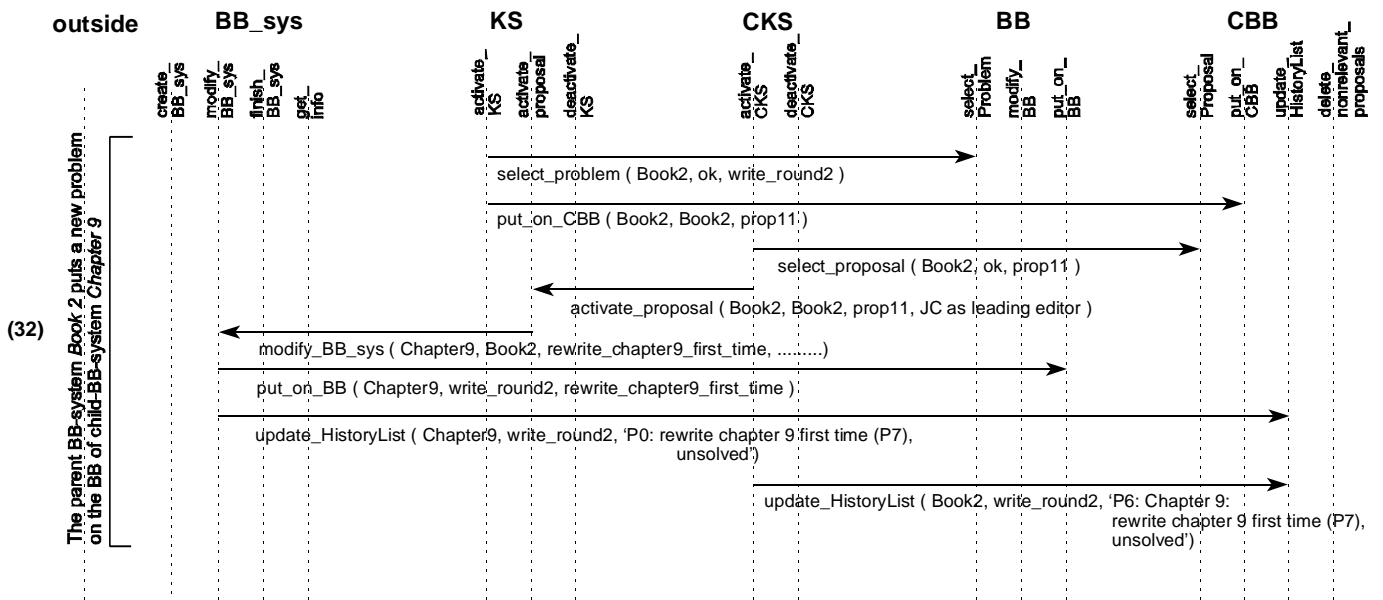 outside BB_sys KS CKS BB CBB
create_
BB_sys
modify_
BB_sys
finish_
BB_sys
get_
info
activate_
KS
activate_
proposal
deactivate_
KS
activate_
CKS
deactivate_
CKS
select_
Problem
modify_
BB
put_on_
BB
select_
Proposal
put_on_
CBB
update_
HistoryList
delete_
nonrelevant_
proposals
(32)
The parent BB-system Book 2 puts a new problem
on the BB of child-BB-system Chapter 9
select_problem ( Book2, ok, write_round2 )
put_on_CBB ( Book2, Book2, prop11 )
select_proposal ( Book2, ok, prop11 )
activate_proposal ( Book2, Book2, prop11, JC as leading editor )
modify_BB_sys ( Chapter9, Book2, rewrite_chapter9_first_time, .........)
put_on_BB ( Chapter9, write_round2, rewrite_chapter9_first_time )
update_HistoryList ( Chapter9, write_round2, ‘P0: rewrite chapter 9 first time (P7),
unsolved’)
update_HistoryList ( Book2, write_round2, ‘P6: Chapter 9:
rewrite chapter 9 first time (P7),
unsolved’)